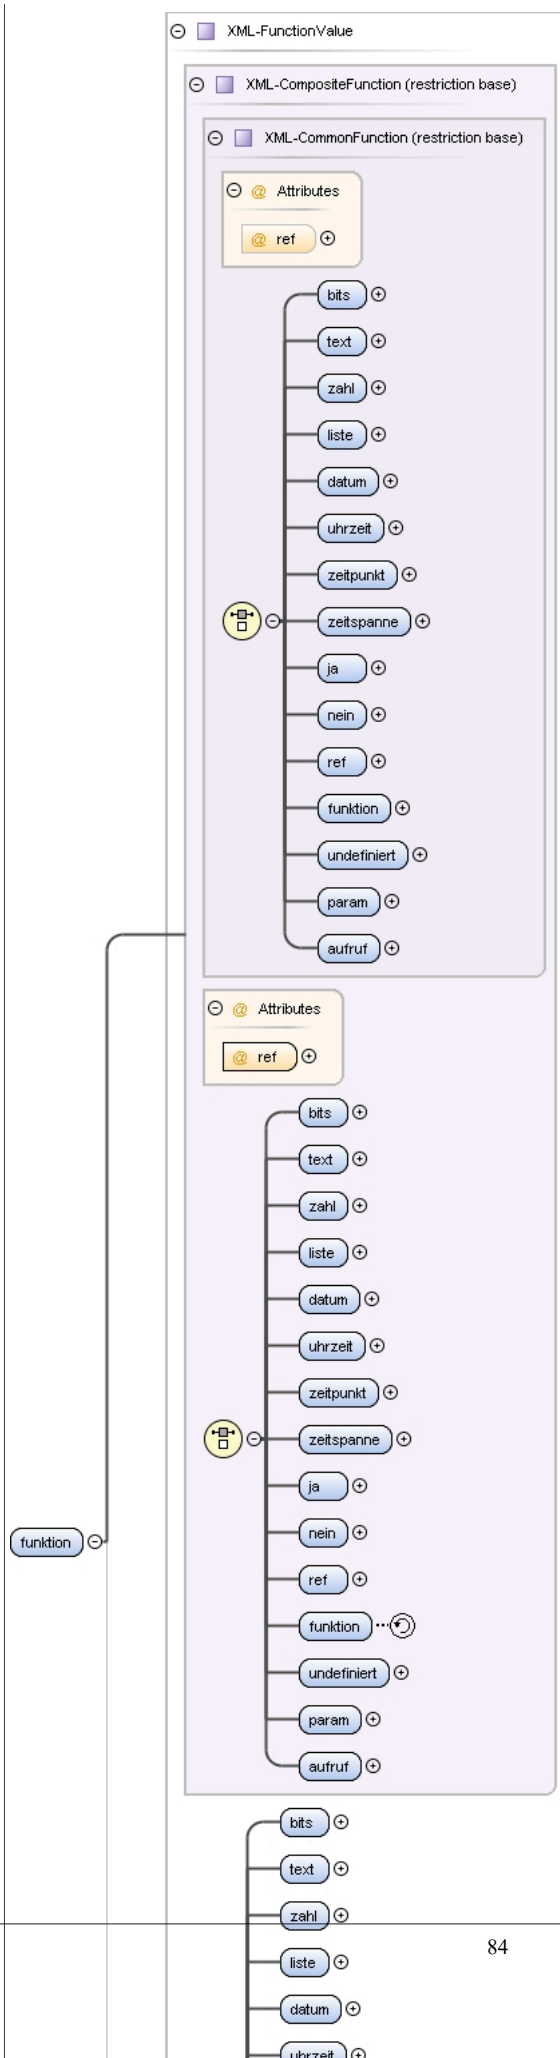 XML-FunctionValue
XML-CompositeFunction (restriction base)
XML-CommonFunction (restriction base)
@ Attributes
@ ref
bits
text
zahl
liste
datum
uhrzeit
zeitpunkt
zeitspanne
ja
nein
ref
funktion
undefiniert
param
aufruf
@ Attributes
@ ref
bits
text
zahl
liste
datum
uhrzeit
zeitpunkt
zeitspanne
ja
nein
funktion
ref
funktion
undefiniert
param
aufruf
bits
text
zahl
84
liste
datum
uhrzeit